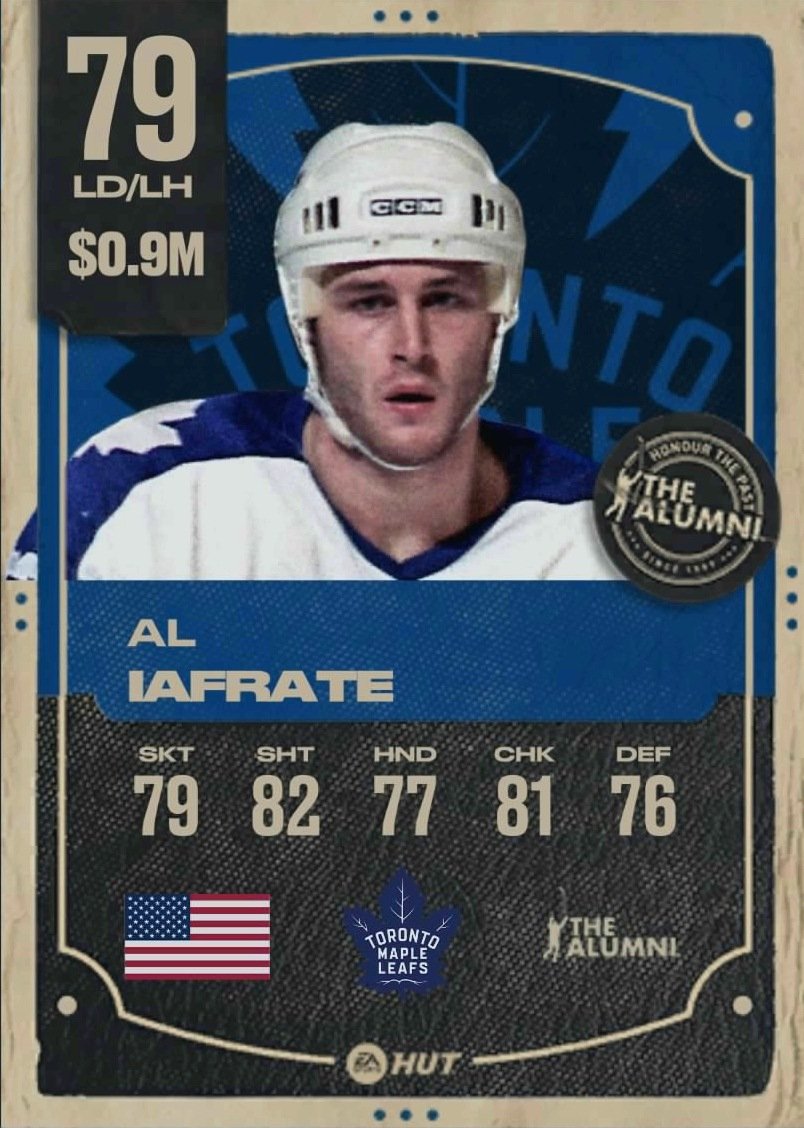 79
LD/LH
$0.9M
CCM
TORONTO
HONOUR THE PAST
THE
ALUMNI
AL
IAFRATE
SKT SHT HND CHK DEF
79 82 77 81 76
TORONTO
MAPLE
LEAFS
THE
ALUMNI
EA
HUT